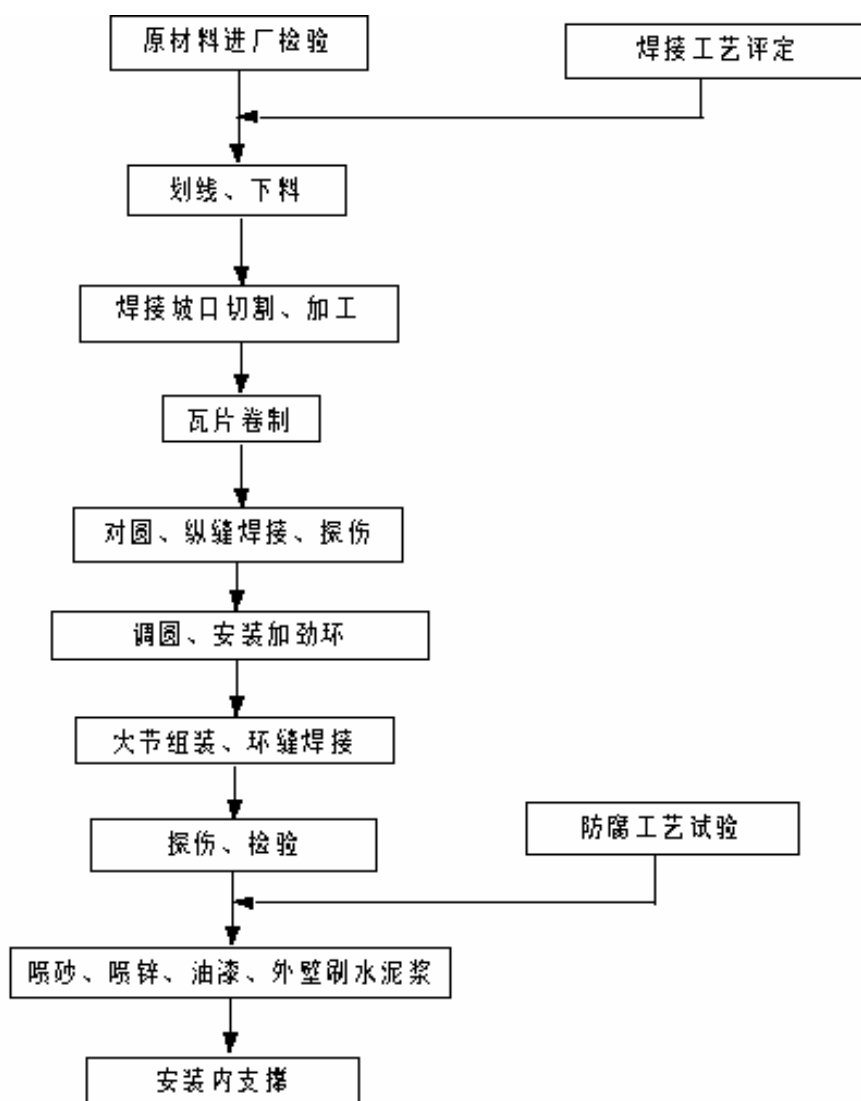 原材料进厂检验
焊接工艺评定
划线、下料
焊接坡口切割、加工
瓦片卷制
对圆、纵缝焊接、探伤
调圆、安装加劲环
大节组装、环缝焊接
探伤、检验
防腐工艺试验
喷砂、喷锌、油漆、外壁刷水泥浆
安装内支撑